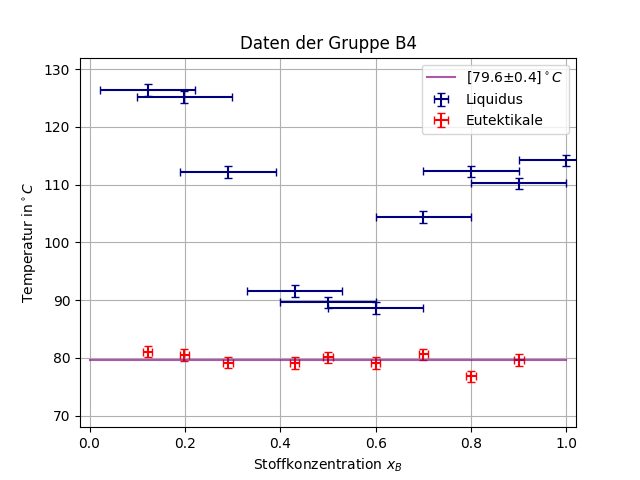 Daten der Gruppe B4
[79.6±0.4]°C
Liquidus
Eutektikale
Temperatur in°C
130
120
110
100
90
80
70
0.0 0.2 0.4 0.6 0.8 1.0
Stoffkonzentration x_B